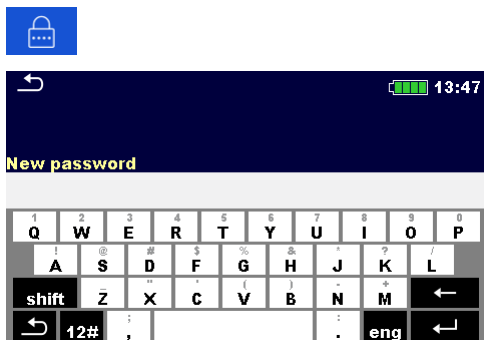 13:47
New password
1 2 3 4 5 6 7 8 9 0
Q W E R T Y U I O P
! @ # $ % & * ? /
A S D F G H J K L
_ " ' ( ) - +
shift Z X C V B N M
; :
12# , . eng